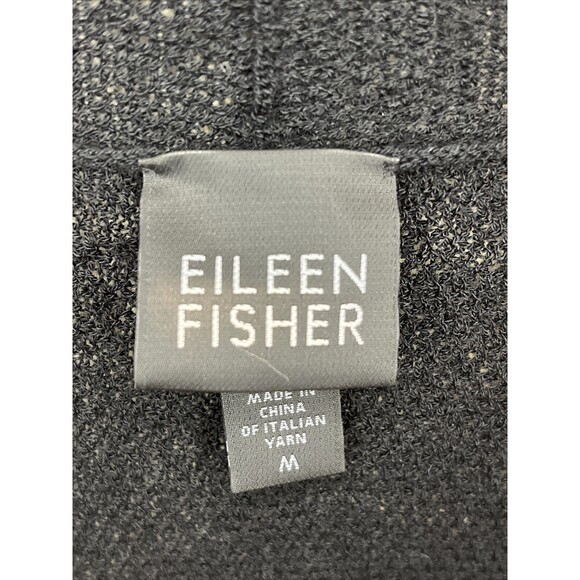 EILEEN
FISHER
MADE IN
CHINA
OF ITALIAN
YARN
M